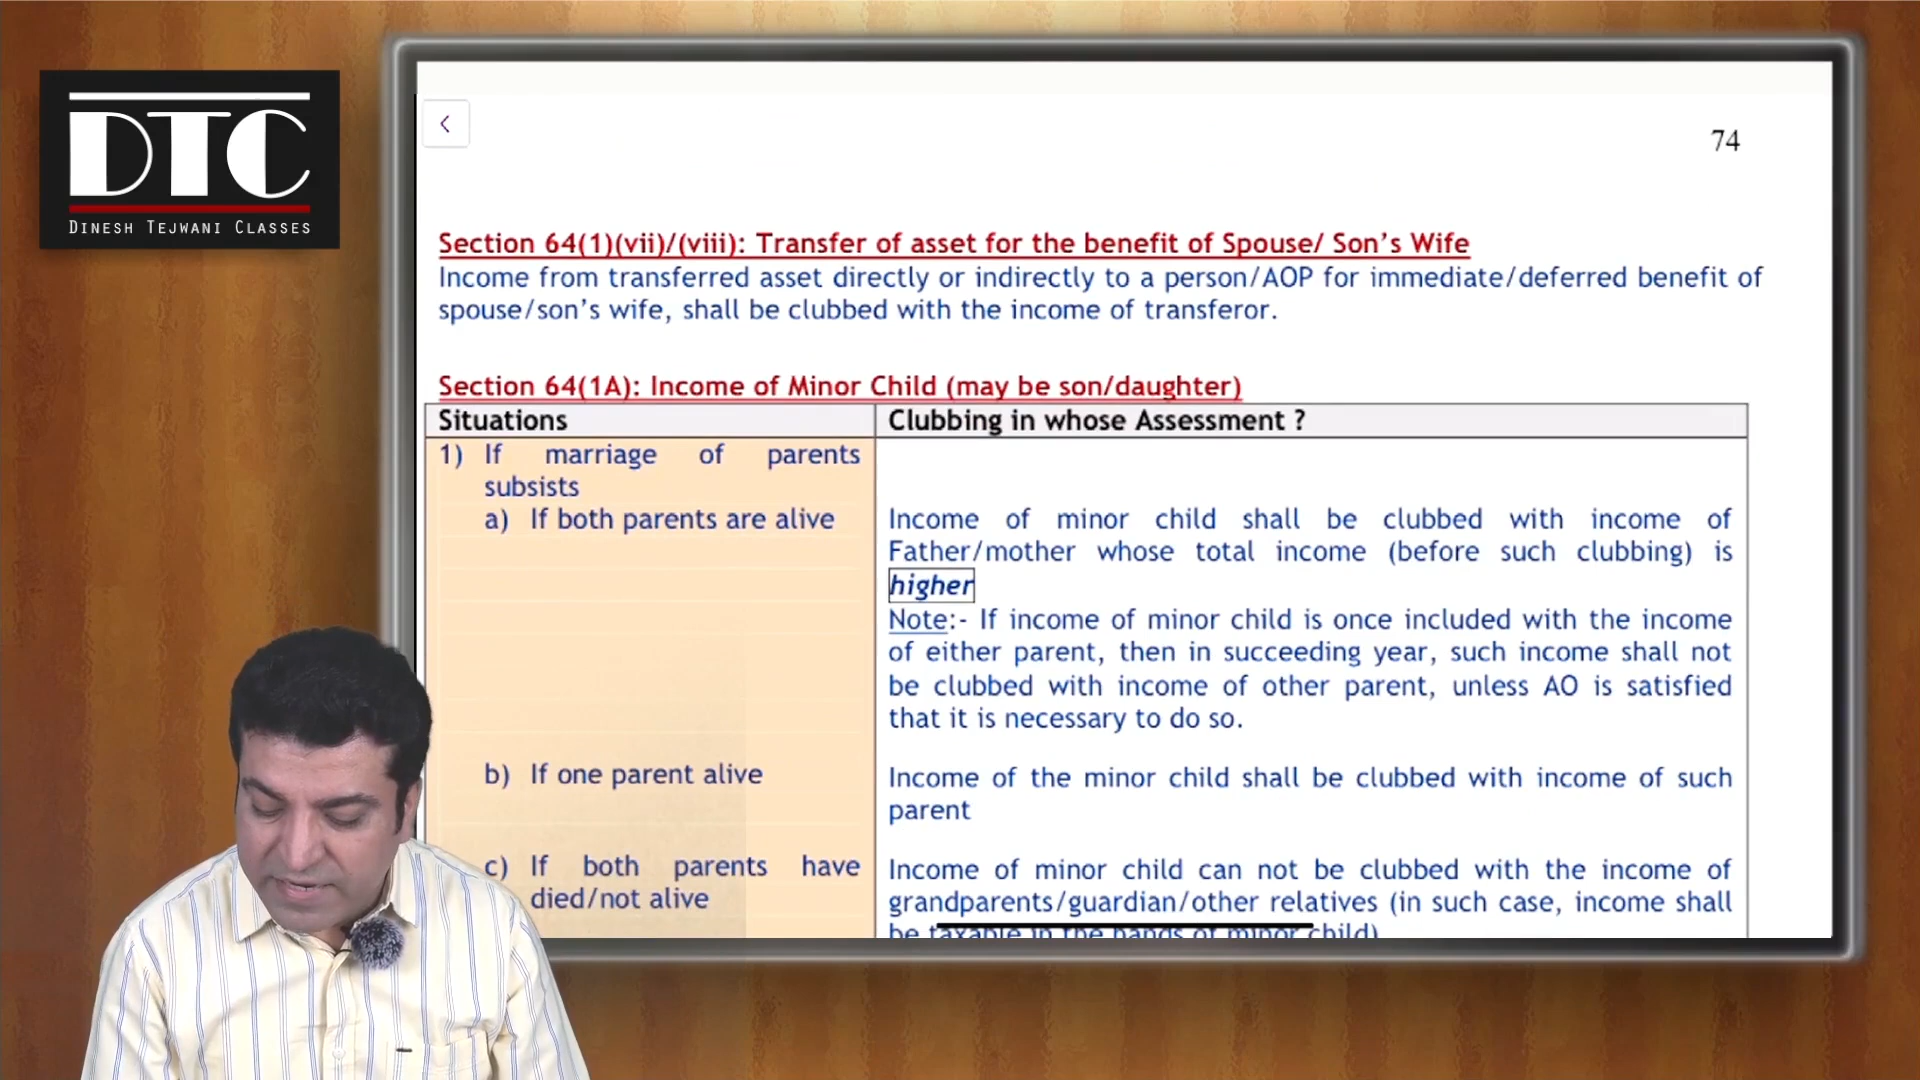 DTC
DINESH TEJWANI CLASSES
74
Section 64(1)(vii)/(viii): Transfer of asset for the benefit of Spouse/ Son's Wife
Income from transferred asset directly or indirectly to a person/AOP for immediate/deferred benefit of
spouse/son's wife, shall be clubbed with the income of transferor.
Section 64(1A): Income of Minor Child (may be son/daughter)
Situations
Clubbing in whose Assessment ?
1) If marriage of parents
subsists
a) If both parents are alive
Income of minor child shall be clubbed with income of
Father/mother whose total income (before such clubbing) is
higher
Note:- If income of minor child is once included with the income
of either parent, then in succeeding year, such income shall not
be clubbed with income of other parent, unless AO is satisfied
that it is necessary to do so.
b) If one parent alive
Income of the minor child shall be clubbed with income of such
parent
c) If both parents have
died/not alive
Income of minor child can not be clubbed with the income of
grandparents/guardian/other relatives (in such case, income shall
be taxable in the hands of minor child)